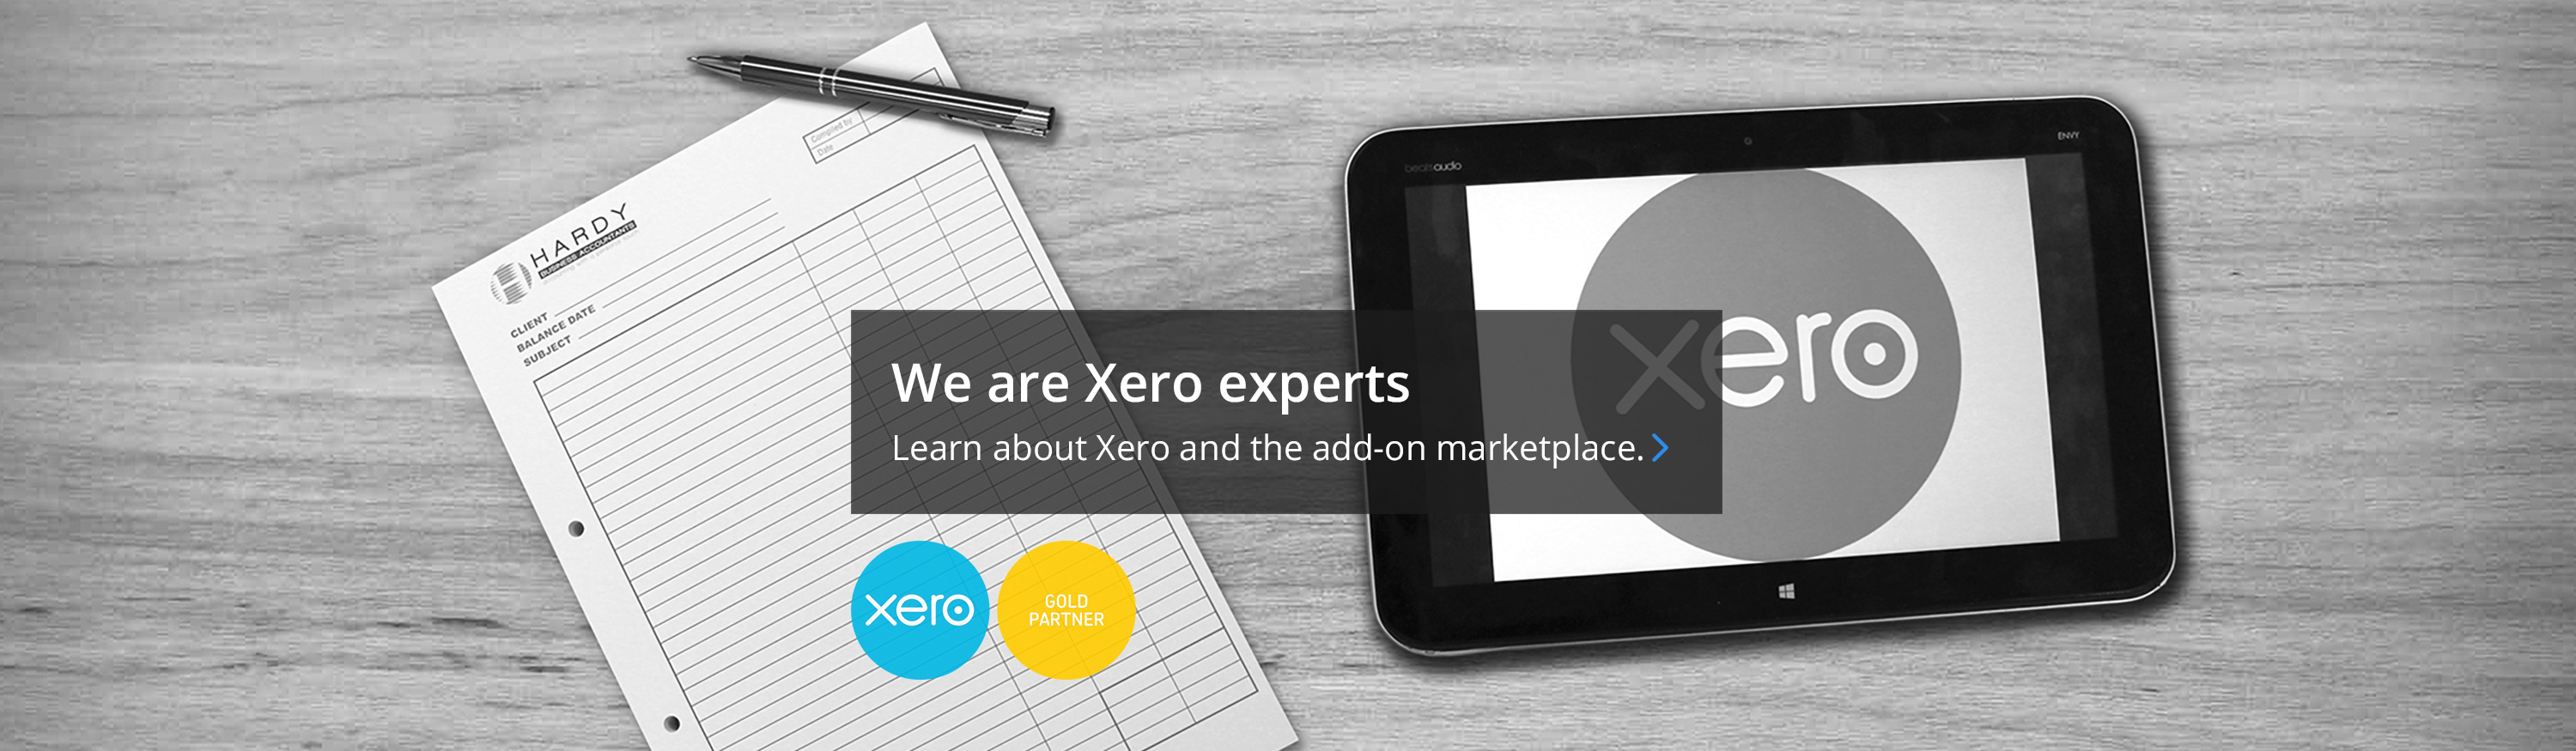 Compiled by
Date
HARDY
BUSINESS ACCOUNTANTS
CLIENT
BALANCE DATE
SUBJECT
beatsaudio
ENVY
xero
We are Xero experts
Learn about Xero and the add-on marketplace.
xero
GOLD
PARTNER